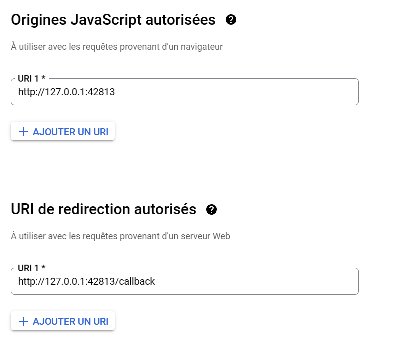 Origines JavaScript autorisées ?
À utiliser avec les requêtes provenant d'un navigateur
URI 1 *
http://127.0.0.1:42813
+ AJOUTER UN URI
URI de redirection autorisés ?
À utiliser avec les requêtes provenant d'un serveur Web
URI 1 *
http://127.0.0.1:42813/callback
+ AJOUTER UN URI